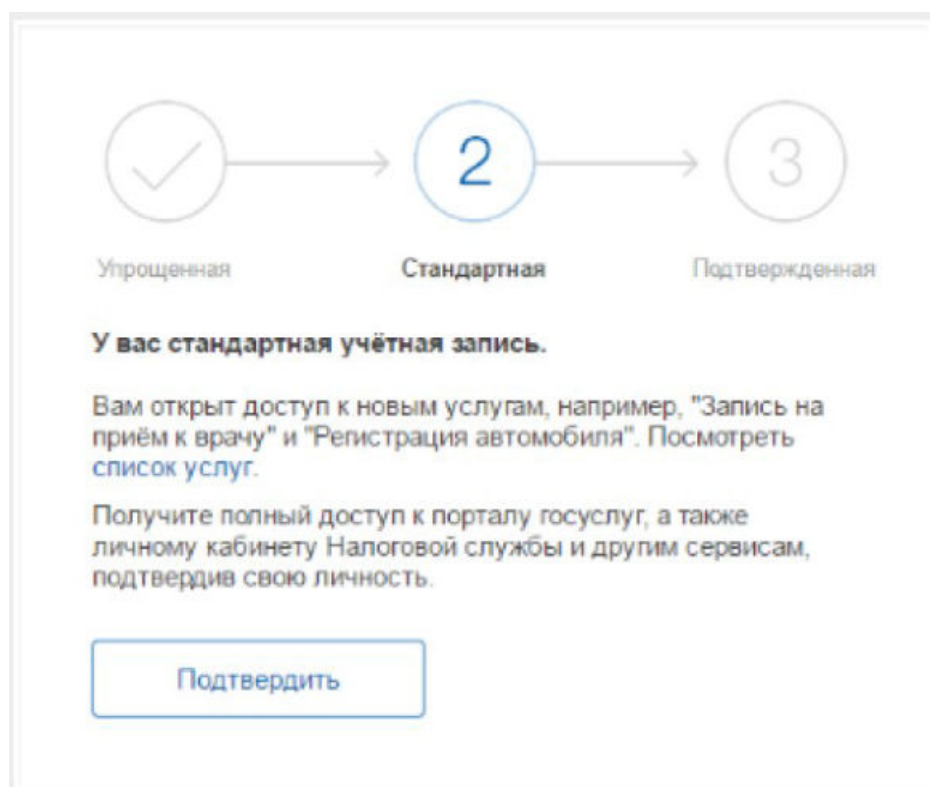 2
3
Упрощенная
Стандартная
Подтвержденная
У вас стандартная учётная запись.
Вам открыт доступ к новым услугам, например, "Запись на
приём к врачу" и "Регистрация автомобиля". Посмотреть
список услуг.
Получите полный доступ к порталу госуслуг, а также
личному кабинету Налоговой службы и другим сервисам,
подтвердив свою личность.
Подтвердить